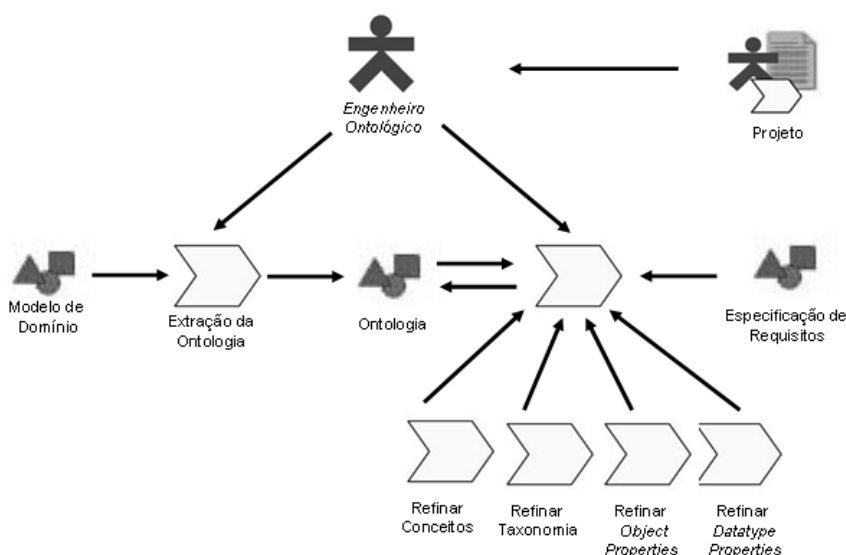 Engenheiro
Ontológico
Projeto
Modelo de
Domínio
Extração da
Ontologia
Ontologia
Especificação de
Requisitos
Refinar
Conceitos
Refinar
Taxonomia
Refinar
Object
Properties
Refinar
Datatype
Properties